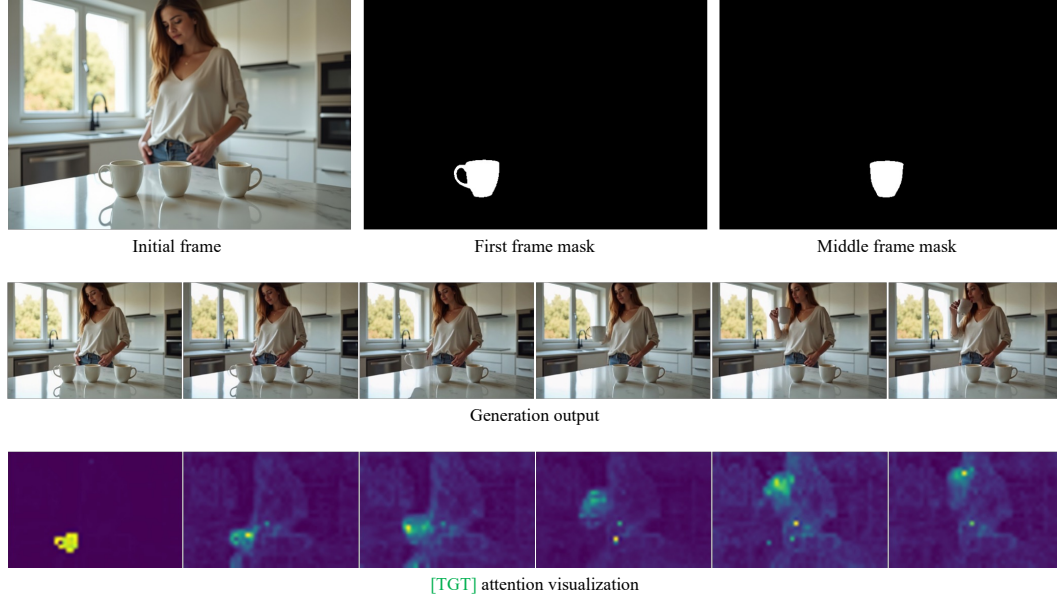 Initial frame
First frame mask
Middle frame mask
Generation output
[TGT] attention visualization